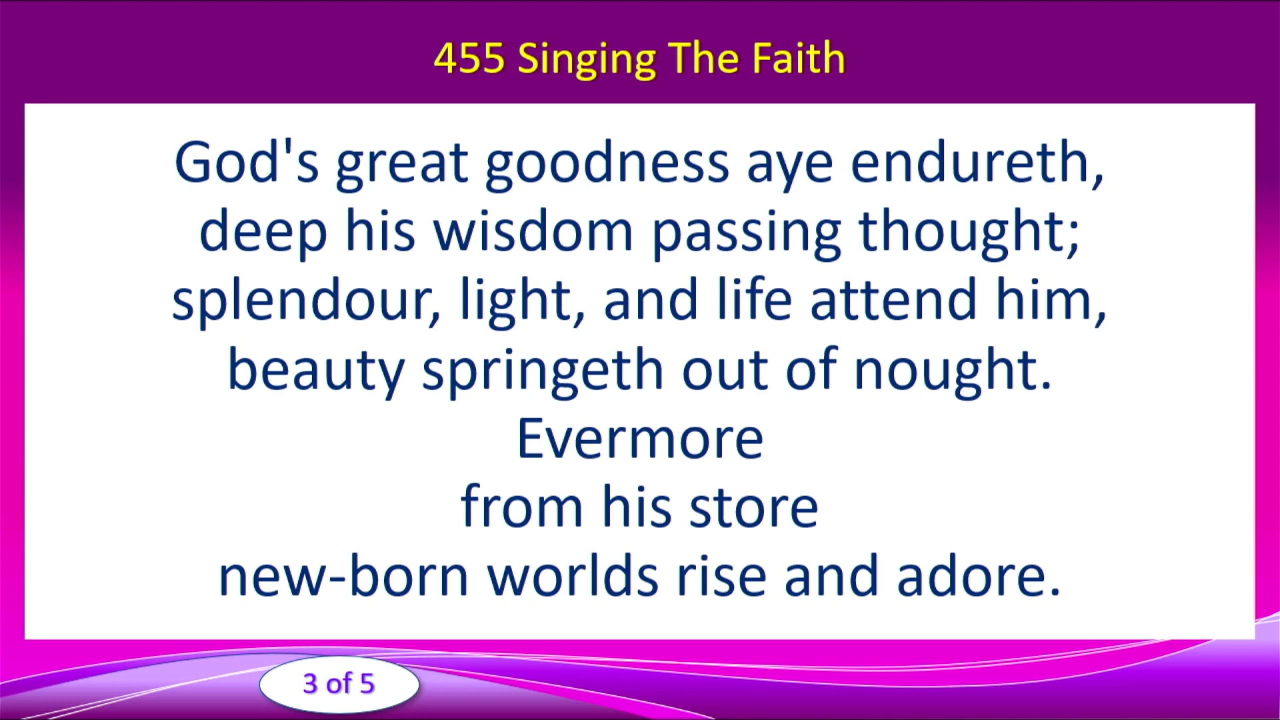 455 Singing The Faith
God's great goodness aye endureth,
deep his wisdom passing thought;
splendour, light, and life attend him,
beauty springeth out of nought.
Evermore
from his store
new-born worlds rise and adore.
3 of 5